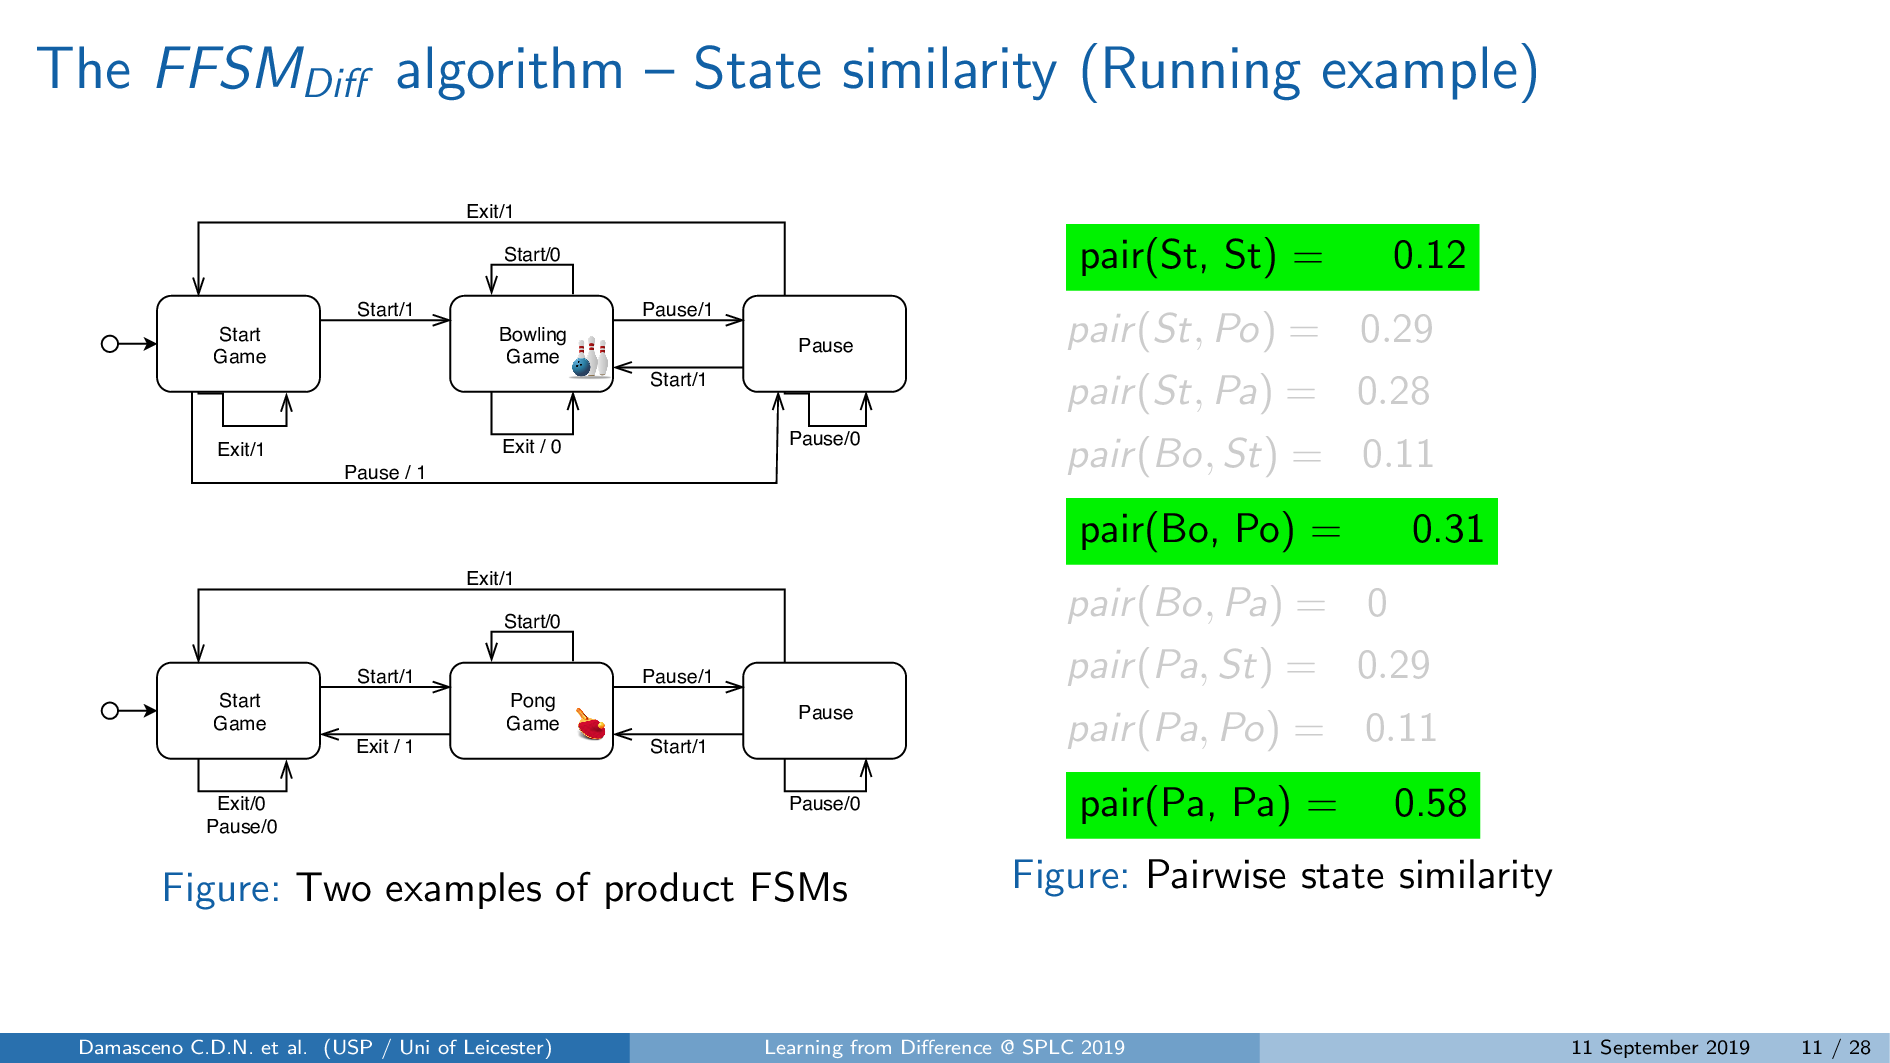 The FFSM_Diff algorithm – State similarity (Running example)
Exit/1
Start/0
Start/1
Pause/1
Start
Game
Bowling
Game
Pause
Start/1
Exit/1
Exit / 0
Pause/0
Pause / 1
Exit/1
Start/0
Start/1
Pause/1
Start
Game
Pong
Game
Pause
Exit / 1
Start/1
Exit/0
Pause/0
Pause/0
Figure: Two examples of product FSMs
pair(St, St) = 0.12
pair(St, Po) = 0.29
pair(St, Pa) = 0.28
pair(Bo, St) = 0.11
pair(Bo, Po) = 0.31
pair(Bo, Pa) = 0
pair(Pa, St) = 0.29
pair(Pa, Po) = 0.11
pair(Pa, Pa) = 0.58
Figure: Pairwise state similarity
Damasceno C.D.N. et al. (USP / Uni of Leicester)
Learning from Difference @ SPLC 2019
11 September 2019
11 / 28